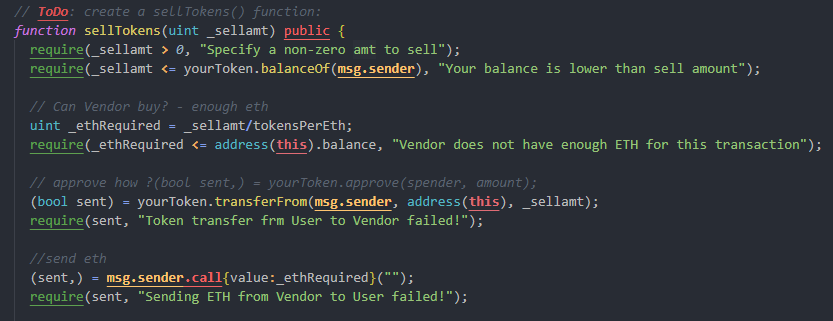 // ToDo: create a sellTokens() function:
function sellTokens(uint _sellamt) public {
require(_sellamt > 0, "Specify a non-zero amt to sell");
require(_sellamt <= yourToken.balanceOf(msg.sender), "Your balance is lower than sell amount");
// Can Vendor buy? - enough eth
uint _ethRequired = _sellamt/tokensPerEth;
require(_ethRequired <= address(this).balance, "Vendor does not have enough ETH for this transaction");
// approve how ?(bool sent,) = yourToken.approve(spender, amount);
(bool sent) = yourToken.transferFrom(msg.sender, address(this), _sellamt);
require(sent, "Token transfer frm User to Vendor failed!");
//send eth
(sent,) = msg.sender.call{value:_ethRequired}("");
require(sent, "Sending ETH from Vendor to User failed!");